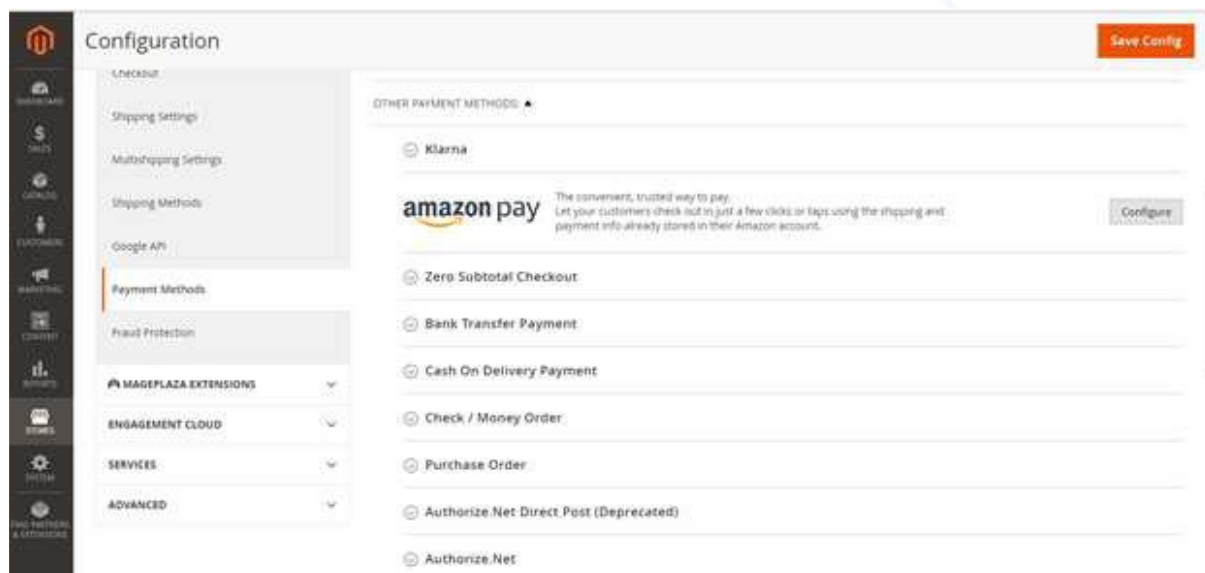 Configuration
Save Config
Checkout
Shipping Settings
Multishipping Settings
Shipping Methods
Google API
Payment Methods
Fraud Protection
MAGEPLAZA EXTENSIONS
ENGAGEMENT CLOUD
SERVICES
ADVANCED
DASHBOARD
SALES
CATALOG
CUSTOMERS
MARKETING
CONTENT
REPORTS
STORES
SYSTEM
FIND PARTNERS
& EXTENSIONS
OTHER PAYMENT METHODS:
Klarna
amazon pay
The convenient, trusted way to pay.
Let your customers check out in just a few clicks or taps using the shipping and
payment info already stored in their Amazon account.
Configure
Zero Subtotal Checkout
Bank Transfer Payment
Cash On Delivery Payment
Check / Money Order
Purchase Order
Authorize.Net Direct Post (Deprecated)
Authorize.Net